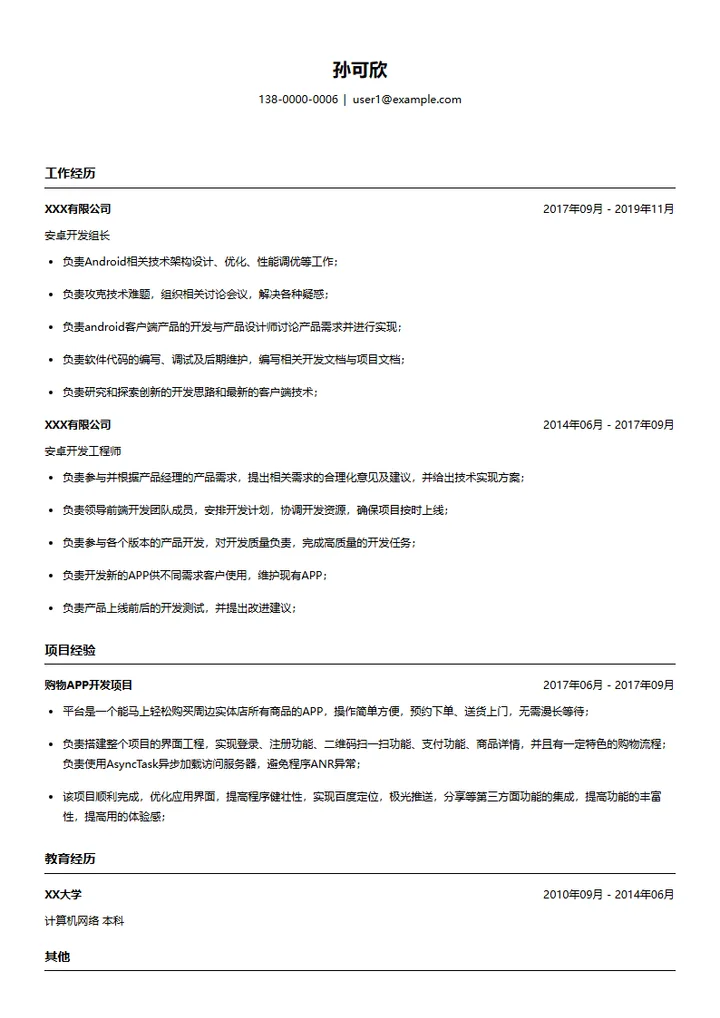 孙可欣
138-0000-0006 | user1@example.com
工作经历
XXX有限公司 2017年09月 - 2019年11月
安卓开发组长
• 负责Android相关技术架构设计、优化、性能调优等工作；
• 负责攻克技术难题，组织相关讨论会议，解决各种疑惑；
• 负责android客户端产品的开发与产品设计师讨论产品需求并进行实现；
• 负责软件代码的编写、调试及后期维护，编写相关开发文档与项目文档；
• 负责研究和探索创新的开发思路和最新的客户端技术；
XXX有限公司 2014年06月 - 2017年09月
安卓开发工程师
• 负责参与并根据产品经理的产品需求，提出相关需求的合理化意见及建议，并给出技术实现方案；
• 负责领导前端开发团队成员，安排开发计划，协调开发资源，确保项目按时上线；
• 负责参与各个版本的产品开发，对开发质量负责，完成高质量的开发任务；
• 负责开发新的APP供不同需求客户使用，维护现有APP；
• 负责产品上线前后的开发测试，并提出改进建议；
项目经验
购物APP开发项目 2017年06月 - 2017年09月
• 平台是一个能马上轻松购买周边实体店所有商品的APP，操作简单方便，预约下单、送货上门，无需漫长等待；
• 负责搭建整个项目的界面工程，实现登录、注册功能、二维码扫一扫功能、支付功能、商品详情，并且有一定特色的购物流程；
负责使用AsyncTask异步加载访问服务器，避免程序ANR异常；
• 该项目顺利完成，优化应用界面，提高程序健壮性，实现百度定位，极光推送，分享等第三方面功能的集成，提高功能的丰富
性，提高用的体验感；
教育经历
XX大学 2010年09月 - 2014年06月
计算机网络 本科
其他